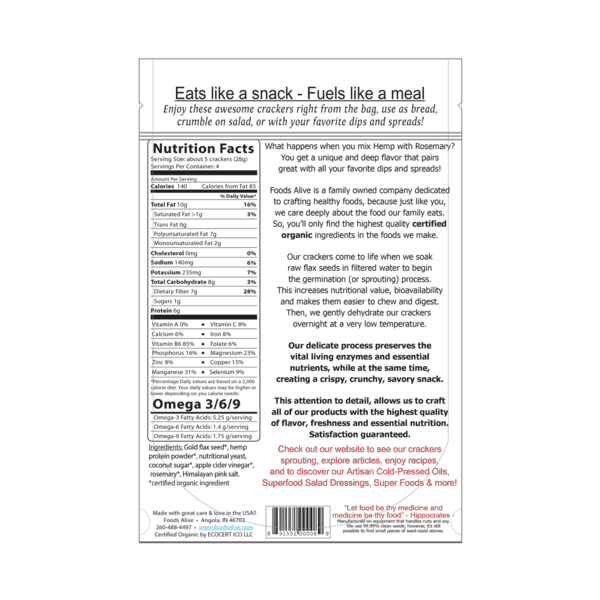 Eats like a snack - Fuels like a meal
Enjoy these awesome crackers right from the bag, use as bread,
crumble on salad, or with your favorite dips and spreads!
Nutrition Facts
Serving Size: about 5 crackers (28g)
Servings Per Container: 4
Amount Per Serving
Calories 140 Calories from Fat 85
% Daily Value*
Total Fat 10g 16%
Saturated Fat >1g 3%
Trans Fat 0g
Polyunsaturated Fat 7g
Monounsaturated Fat 2g
Cholesterol 0mg 0%
Sodium 140mg 6%
Potassium 235mg 7%
Total Carbohydrate 8g 3%
Dietary Fiber 7g 28%
Sugars 1g
Protein 6g
Vitamin A 0% • Vitamin C 8%
Calcium 6% • Iron 8%
Vitamin B6 85% • Folate 6%
Phosphorus 16% • Magnesium 23%
Zinc 8% • Copper 15%
Manganese 31% • Selenium 9%
*Percentage Daily values are based on a 2,000
calorie diet. Your daily values may be higher or
lower depending on you calorie needs:
Omega 3/6/9
Omega-3 Fatty Acids: 5.25 g/serving
Omega-6 Fatty Acids: 1.4 g/serving
Omega-9 Fatty Acids: 1.75 g/serving
Ingredients: Gold flax seed*, hemp
protein powder*, nutritional yeast,
coconut sugar*, apple cider vinegar*,
rosemary*, Himalayan pink salt.
*certified organic ingredient
What happens when you mix Hemp with Rosemary?
You get a unique and deep flavor that pairs
great with all your favorite dips and spreads!
Foods Alive is a family owned company dedicated
to crafting healthy foods, because just like you,
we care deeply about the food our family eats.
So, you'll only find the highest quality certified
organic ingredients in the foods we make.
Our crackers come to life when we soak
raw flax seeds in filtered water to begin
the germination (or sprouting) process.
This increases nutritional value, bioavailability
and makes them easier to chew and digest.
Then, we gently dehydrate our crackers
overnight at a very low temperature.
Our delicate process preserves the
vital living enzymes and essential
nutrients, while at the same time,
creating a crispy, crunchy, savory snack.
This attention to detail, allows us to craft
all of our products with the highest quality
of flavor, freshness and essential nutrition.
Satisfaction guaranteed.
Check out our website to see our crackers
sprouting, explore articles, enjoy recipes,
and to discover our Artisan Cold-Pressed Oils,
Superfood Salad Dressings, Super Foods & more!
Made with great care & love in the USA!!
Foods Alive • Angola, IN 46703
260-488-4497 • www.foodsalive.com
Certified Organic by ECOCERT ICO LLC
8 91551 00008 9
"Let food be thy medicine and
medicine be thy food" - Hippocrates -
Manufactured on equipment that handles nuts and soy.
We use 99.99% clean seeds; however, it's still
possible to find small pieces of seed-sized stones.